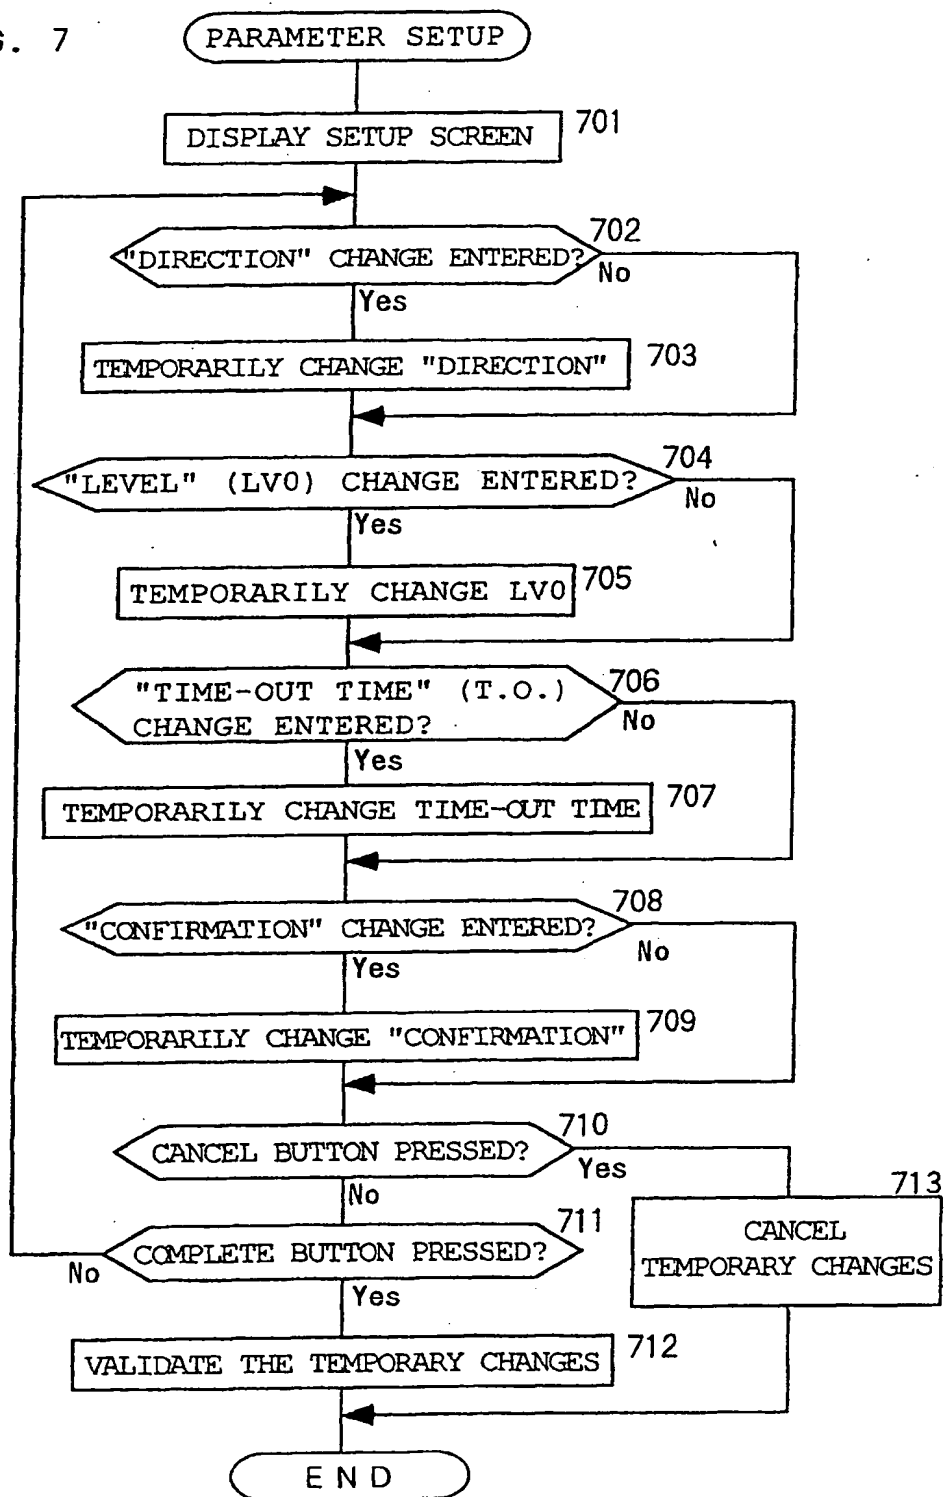 . 7
PARAMETER SETUP
DISPLAY SETUP SCREEN
701
"DIRECTION" CHANGE ENTERED?
702
No
Yes
TEMPORARILY CHANGE "DIRECTION"
703
"LEVEL" (LV0) CHANGE ENTERED?
704
No
Yes
TEMPORARILY CHANGE LV0
705
"TIME-OUT TIME" (T.O.)
CHANGE ENTERED?
706
No
Yes
TEMPORARILY CHANGE TIME-OUT TIME
707
"CONFIRMATION" CHANGE ENTERED?
708
No
Yes
TEMPORARILY CHANGE "CONFIRMATION"
709
CANCEL BUTTON PRESSED?
710
Yes
No
713
CANCEL
TEMPORARY CHANGES
COMPLETE BUTTON PRESSED?
711
No
Yes
VALIDATE THE TEMPORARY CHANGES
712
END